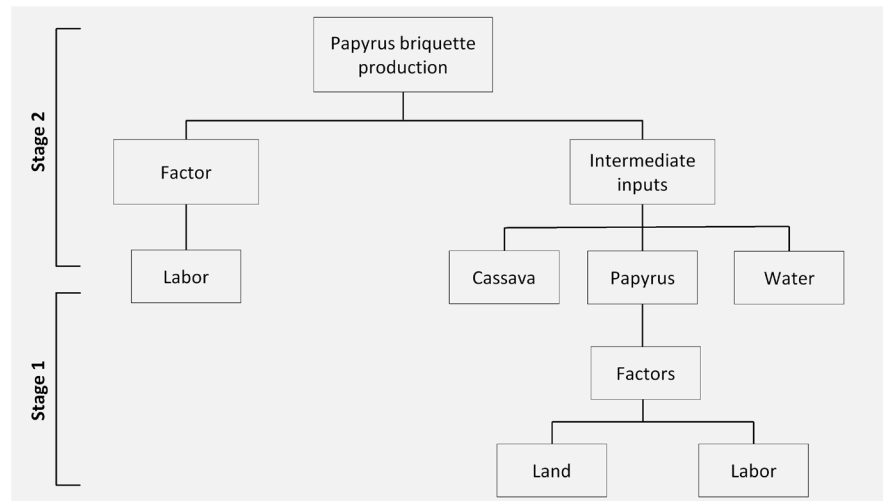 Papyrus briquette
production
Stage 2
Factor
Intermediate
inputs
Labor
Cassava
Papyrus
Water
Stage 1
Factors
Land
Labor